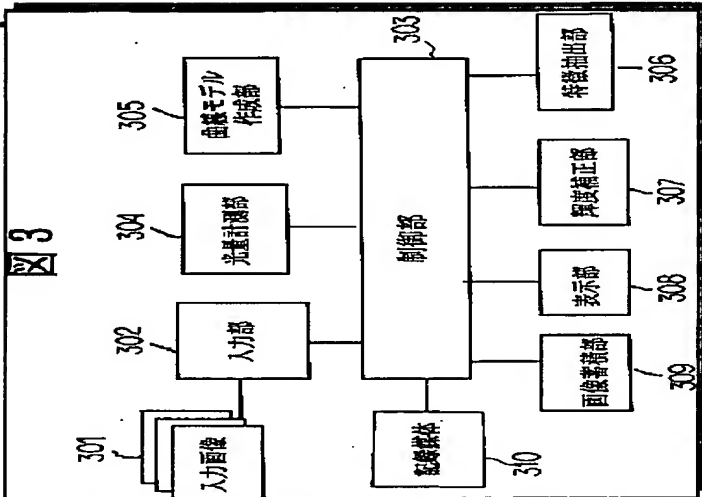 図3
301
入力画像
302
入力部
304
光量計測部
305
曲線モデル
作成部
303
制御部
310
記録媒体
309
画像蓄積部
308
表示部
307
輝度補正部
306
特徴抽出部